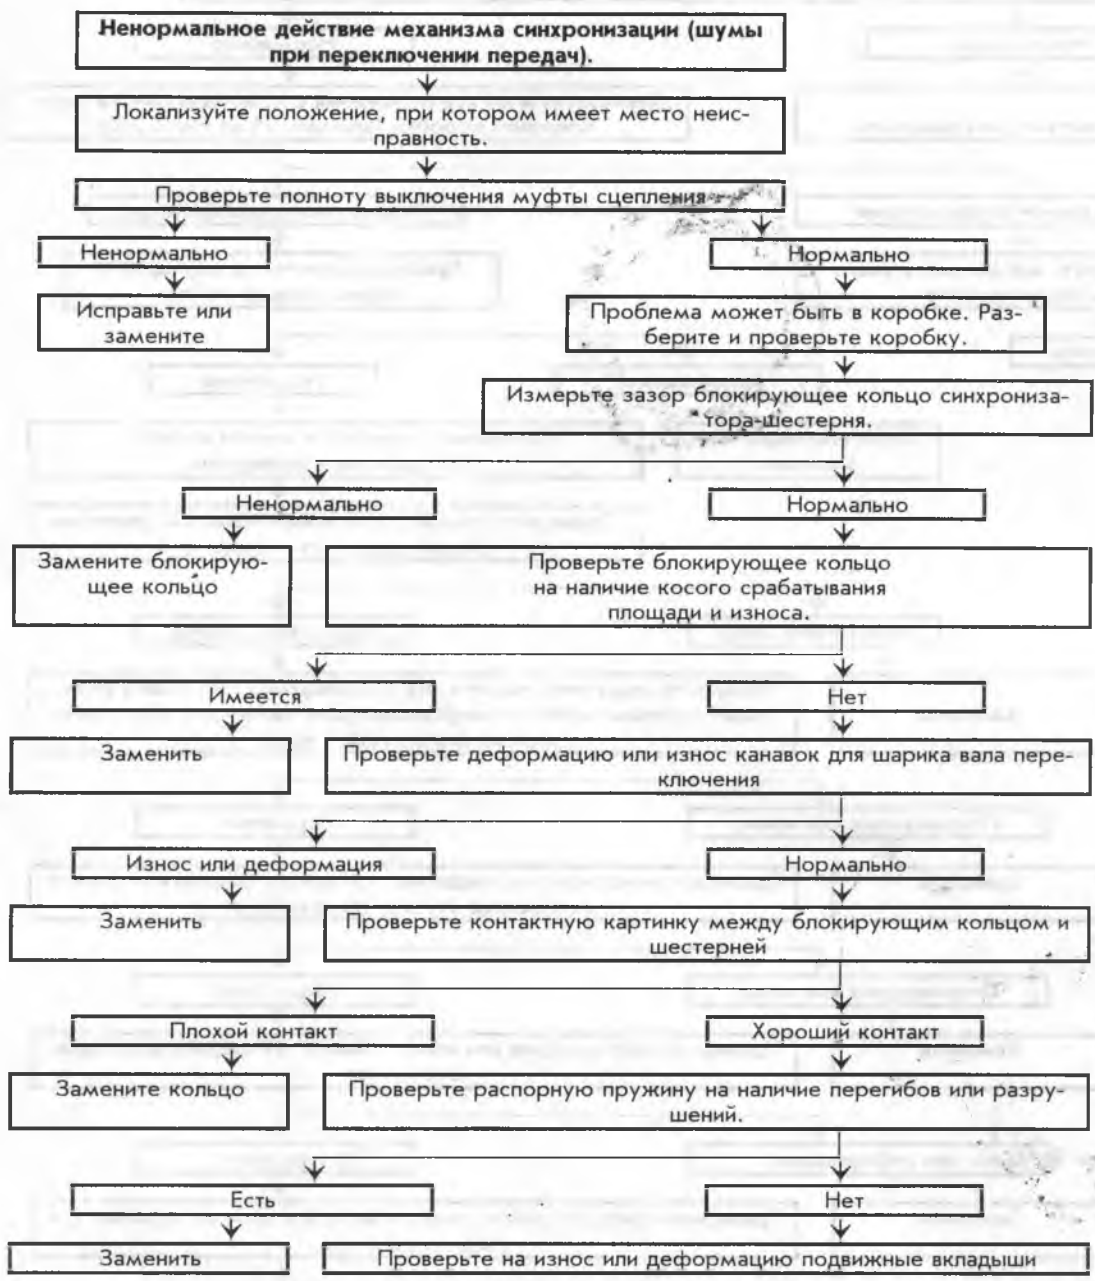 Ненормальное действие механизма синхронизации (шумы
при переключении передач).
Локализуйте положение, при котором имеет место неис-
правность.
Проверьте полноту выключения муфты сцепления
Ненормально
Нормально
Исправьте или
замените
Проблема может быть в коробке. Раз-
берите и проверьте коробку.
Измерьте зазор блокирующее кольцо синхрониза-
тора-шестерня.
Ненормально
Нормально
Замените блокирую-
щее кольцо
Проверьте блокирующее кольцо
на наличие косого срабатывания
площади и износа.
Имеется
Нет
Заменить
Проверьте деформацию или износ канавок для шарика вала пере-
ключения
Износ или деформация
Нормально
Заменить
Проверьте контактную картинку между блокирующим кольцом и
шестерней
Плохой контакт
Хороший контакт
Замените кольцо
Проверьте распорную пружину на наличие перегибов или разру-
шений.
Есть
Нет
Заменить
Проверьте на износ или деформацию подвижные вкладыши